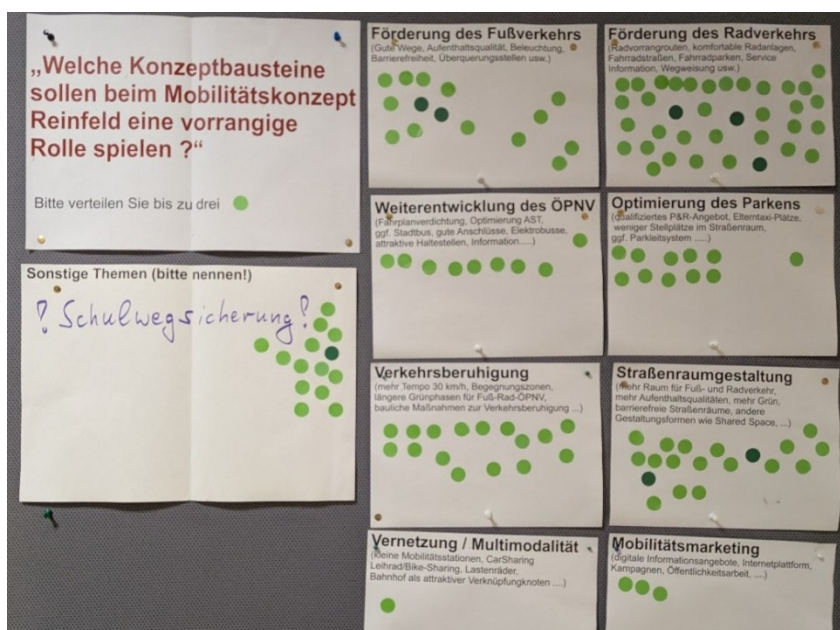 „Welche Konzeptbausteine
sollen beim Mobilitätskonzept
Reinfeld eine vorrangige
Rolle spielen ?“
Bitte verteilen Sie bis zu drei
Sonstige Themen (bitte nennen!)
? Schulwegsicherung!
Förderung des Fußverkehrs
(Gute Wege, Aufenthaltsqualität, Beleuchtung,
Barrierefreiheit, Überquerungsstellen usw.)
Förderung des Radverkehrs
(Radvorrangrouten, komfortable Radanlagen,
Fahrradstraßen, Fahrradparken, Service
Information, Wegweisung usw.)
Weiterentwicklung des ÖPNV
(Fahrplanverdichtung, Optimierung AST,
ggf. Stadtbus, gute Anschlüsse, Elektrobusse,
attraktive Haltestellen, Information.....)
Optimierung des Parkens
(qualifiziertes P&R-Angebot, Elterntaxi-Plätze,
weniger Stellplätze im Straßenraum,
ggf. Parkleitsystem .....)
Verkehrsberuhigung
(mehr Tempo 30 km/h, Begegnungszonen,
längere Grünphasen für Fuß-Rad-ÖPNV,
bauliche Maßnahmen zur Verkehrsberuhigung ...)
Straßenraumgestaltung
(mehr Raum für Fuß- und Radverkehr,
mehr Aufenthaltsqualitäten, mehr Grün,
barrierefreie Straßenräume, andere
Gestaltungsformen wie Shared Space, ...)
Vernetzung / Multimodalität
(kleine Mobilitätsstationen, CarSharing
Leihrad/Bike-Sharing, Lastenräder,
Bahnhof als attraktiver Verknüpfungknoten ....)
Mobilitätsmarketing
(digitale Informationsangebote, Internetplattform,
Kampagnen, Öffentlichkeitsarbeit, ....)